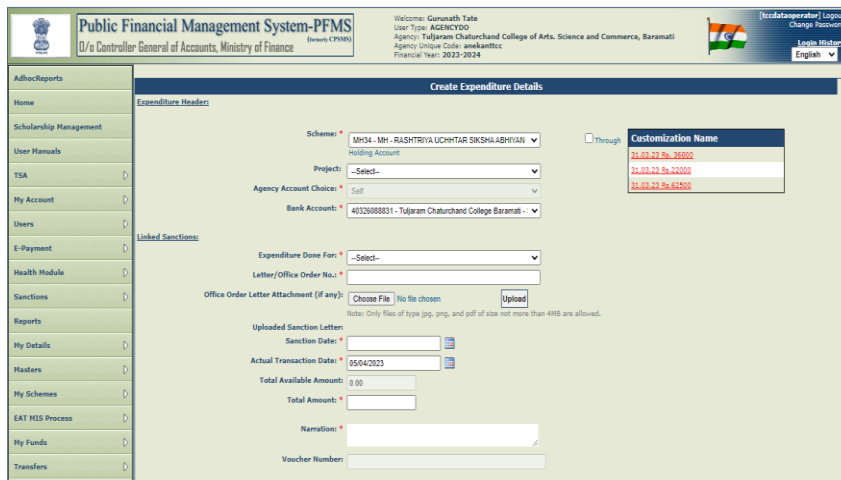 Public Financial Management System-PFMS
(formerly CPSMS)
O/o Controller General of Accounts, Ministry of Finance
Welcome: Gurunath Tate
User Type: AGENCYDO
Agency: Tuljaram Chaturchand College of Arts. Science and Commerce, Baramati
Agency Unique Code: anekanttcc
Financial Year: 2023-2024
[tccdataoperator] Logou
Change Passwor
Login Histor
English
AdhocReports
Home
Scholarship Management
User Manuals
TSA
My Account
Users
E-Payment
Health Module
Sanctions
Reports
My Details
Masters
My Schemes
EAT MIS Process
My Funds
Transfers
Create Expenditure Details
Expenditure Header:
Scheme: * MH34 - MH - RASHTRIYA UCHHTAR SIKSHA ABHIYAN
Through
Holding Account
Customization Name
31.03.23 Rs. 36000
31.03.23 Rs.22000
31.03.23 Rs.62500
Project: --Select--
Agency Account Choice: * Self
Bank Account: * 40326088831 - Tuljaram Chaturchand College Baramati -
Linked Sanctions:
Expenditure Done For: * --Select--
Letter/Office Order No.: *
Office Order Letter Attachment (if any): Choose File No file chosen Upload
Note: Only files of type jpg, png, and pdf of size not more than 4MB are allowed.
Uploaded Sanction Letter:
Sanction Date: *
Actual Transaction Date: * 05/04/2023
Total Available Amount: 0.00
Total Amount: *
Narration: *
Voucher Number: